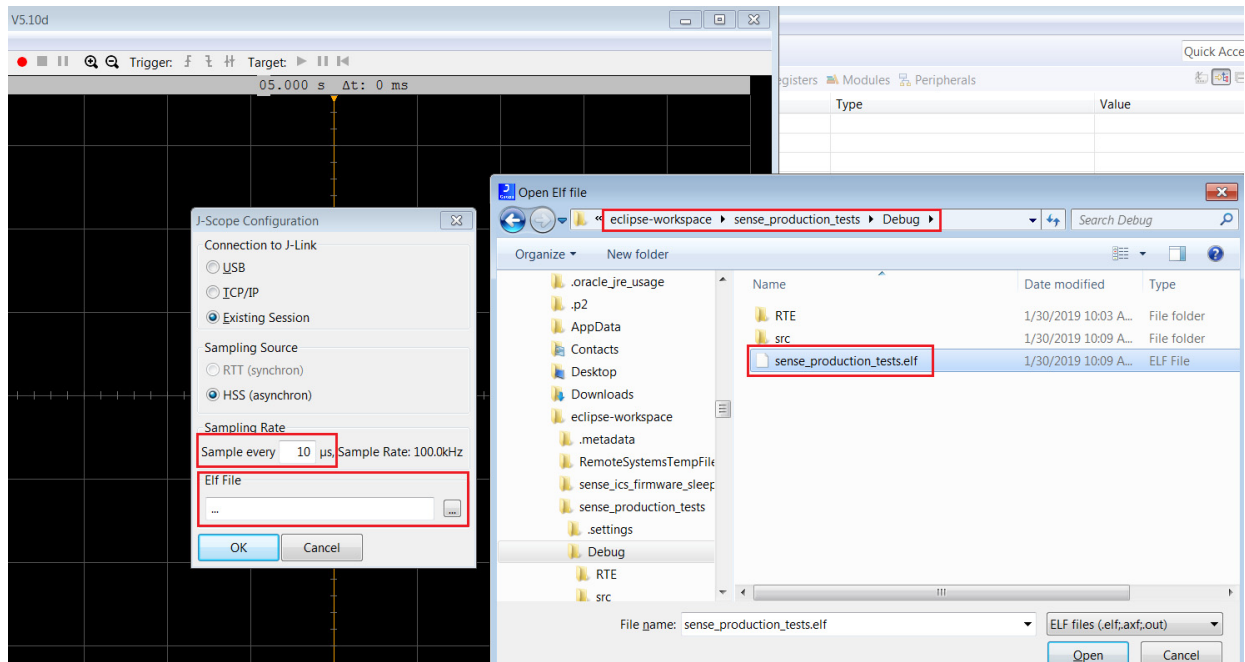 V5.10d
Quick Acce
Trigger: Target:
egisters Modules Peripherals
05.000 s Δt: 0 ms
Type Value
Open Elf file
J-Scope Configuration
« eclipse-workspace sense_production_tests Debug Search Debug
Connection to J-Link
USB
TCP/IP
Existing Session
Sampling Source
RTT (synchron)
HSS (asynchron)
Sampling Rate
Sample every 10 µs, Sample Rate: 100.0kHz
Elf File
...
...
OK Cancel
Organize New folder
.oracle_jre_usage
.p2
AppData
Contacts
Desktop
Downloads
eclipse-workspace
.metadata
RemoteSystemsTempFile
sense_ics_firmware_sleep
sense_production_tests
.settings
Debug
RTE
src
Name Date modified Type
RTE 1/30/2019 10:03 A... File folder
src 1/30/2019 10:09 A... File folder
sense_production_tests.elf 1/30/2019 10:09 A... ELF File
File name: sense_production_tests.elf ELF files (.elf;.axf;.out)
Open Cancel